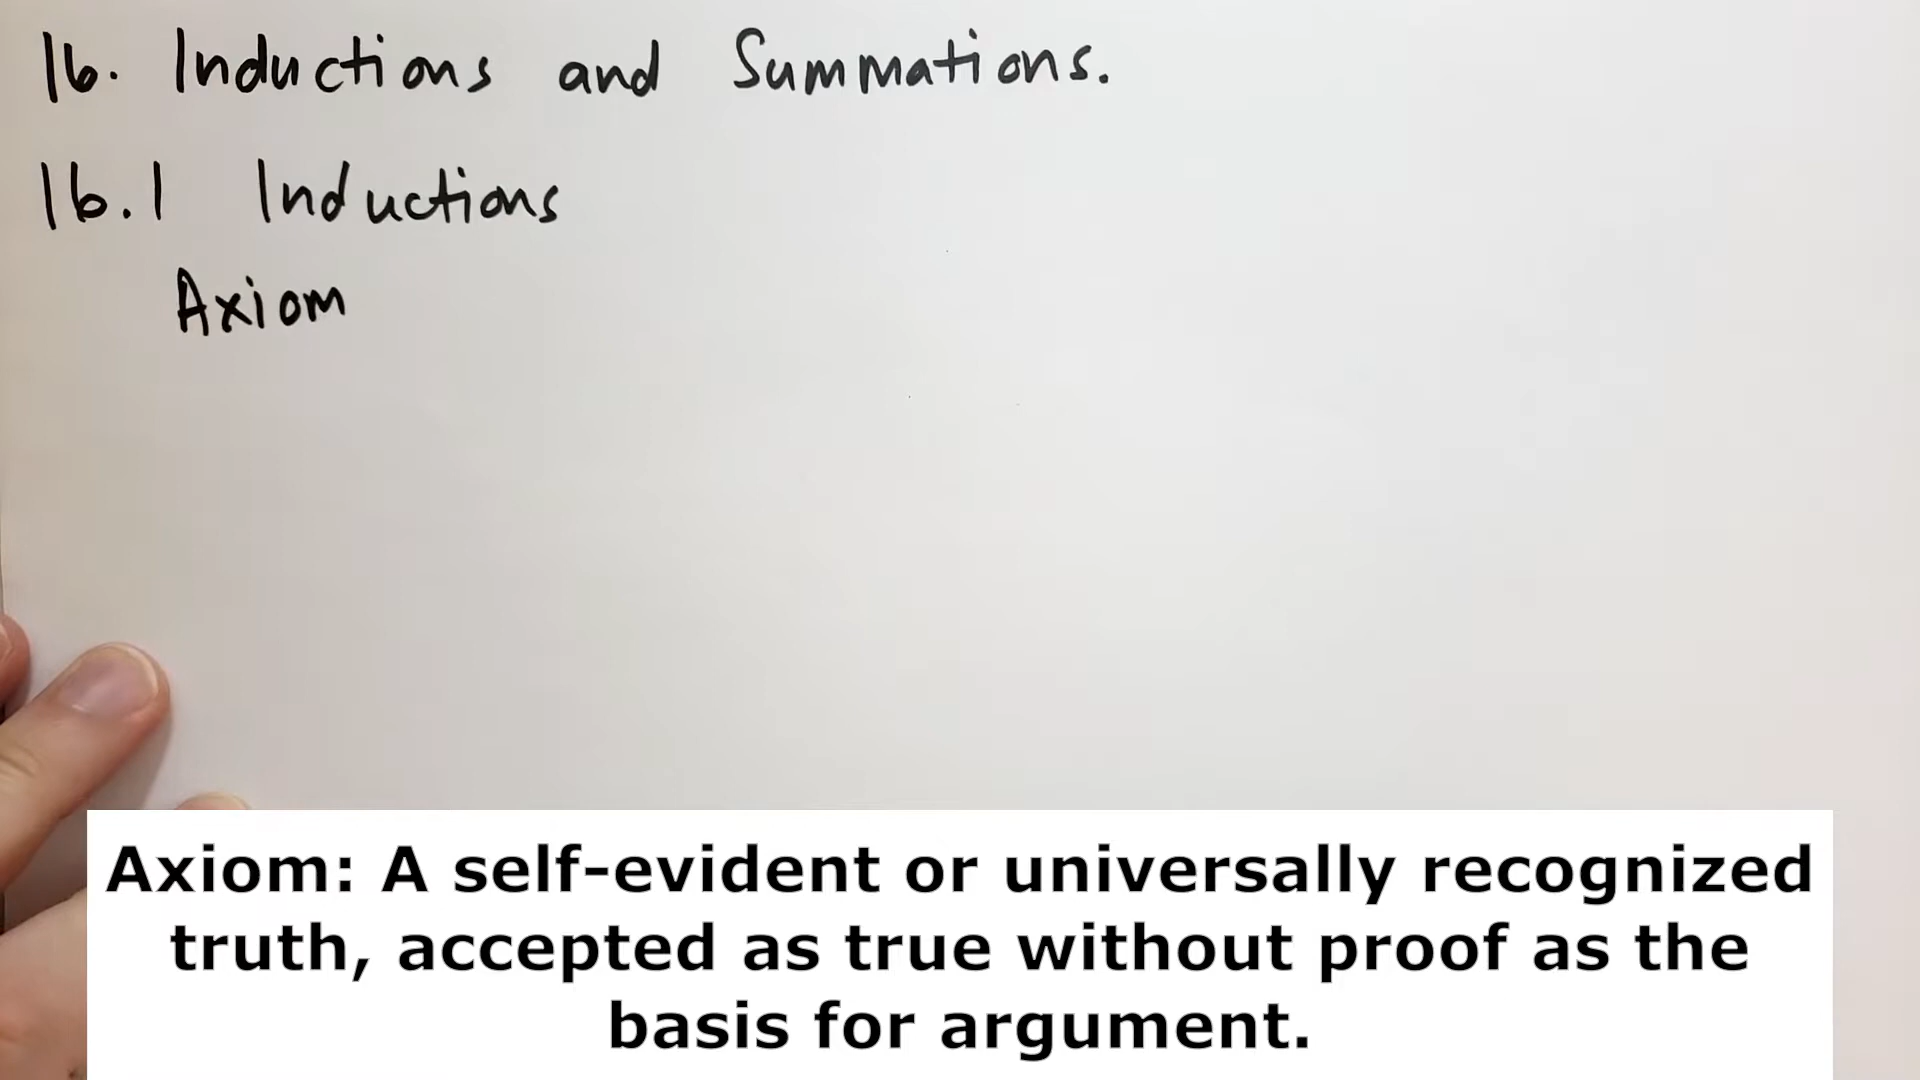 16. Inductions and Summations.
16.1 Inductions
Axiom
Axiom: A self-evident or universally recognized
truth, accepted as true without proof as the
basis for argument.